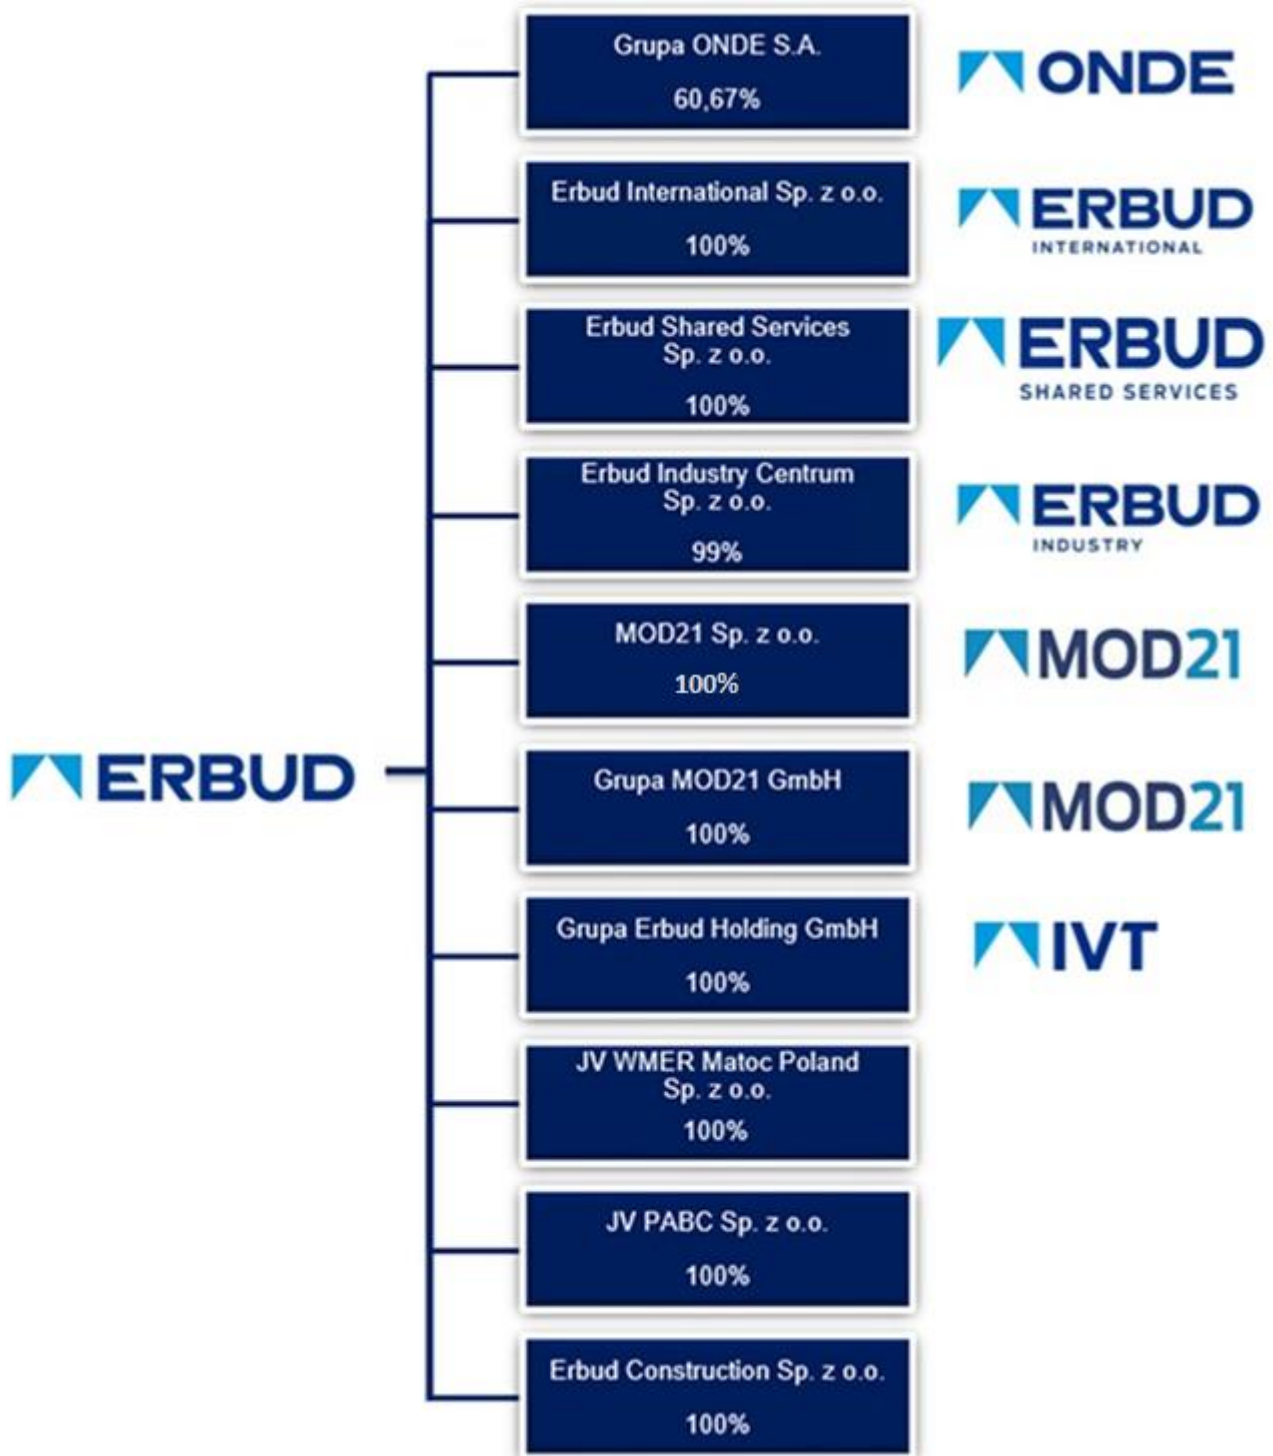 Grupa ONDE S.A.
60,67%
ONDE
Erbud International Sp. z o.o.
100%
ERBUD
INTERNATIONAL
Erbud Shared Services
Sp. z o.o.
100%
ERBUD
SHARED SERVICES
Erbud Industry Centrum
Sp. z o.o.
99%
ERBUD
INDUSTRY
MOD21 Sp. z o.o.
100%
MOD21
ERBUD
Grupa MOD21 GmbH
100%
MOD21
Grupa Erbud Holding GmbH
100%
IVT
JV WMER Matoc Poland
Sp. z o.o.
100%
JV PABC Sp. z o.o.
100%
Erbud Construction Sp. z o.o.
100%